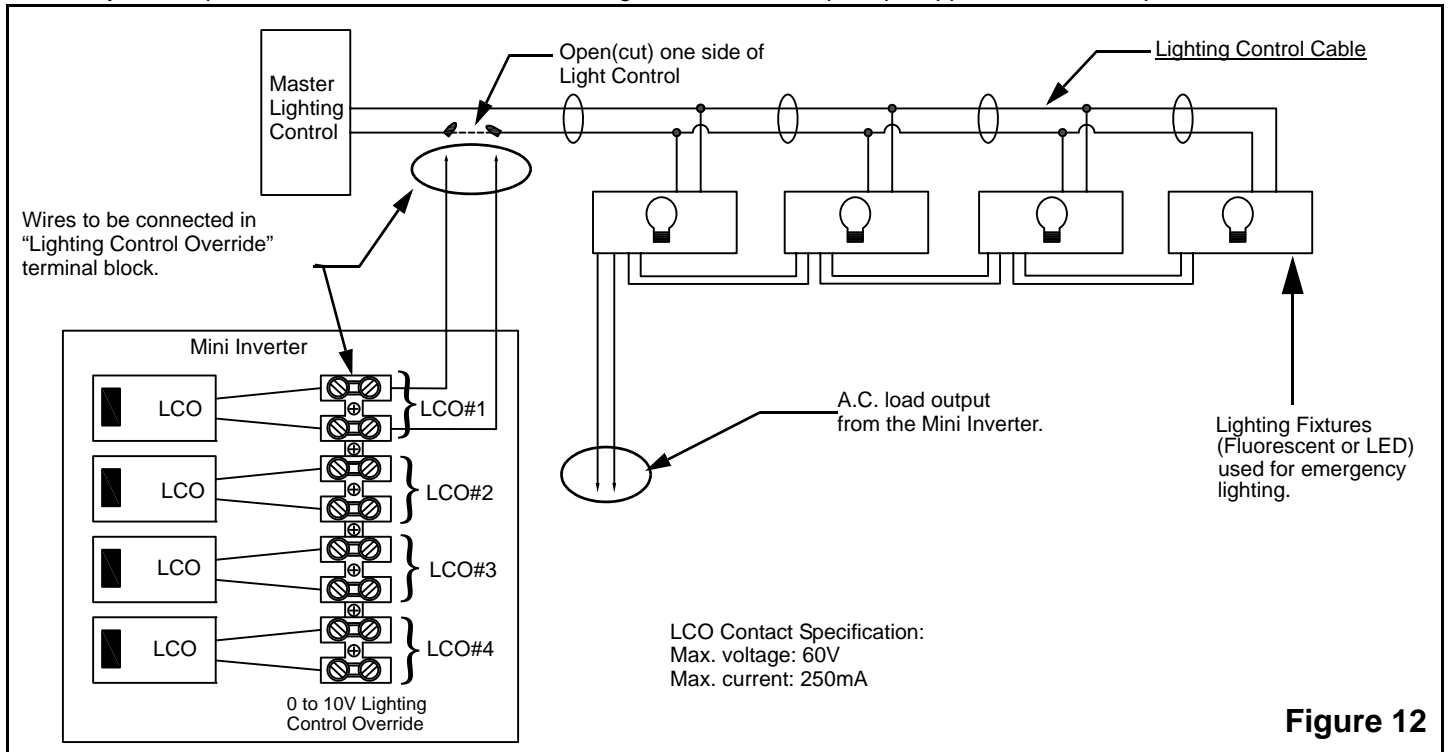 Open(cut) one side of
Light Control
Lighting Control Cable
Master
Lighting
Control
Wires to be connected in
“Lighting Control Override”
terminal block.
Mini Inverter
LCO
LCO#1
LCO
LCO#2
LCO
LCO#3
LCO
LCO#4
0 to 10V Lighting
Control Override
A.C. load output
from the Mini Inverter.
Lighting Fixtures
(Fluorescent or LED)
used for emergency
lighting.
LCO Contact Specification:
Max. voltage: 60V
Max. current: 250mA
Figure 12